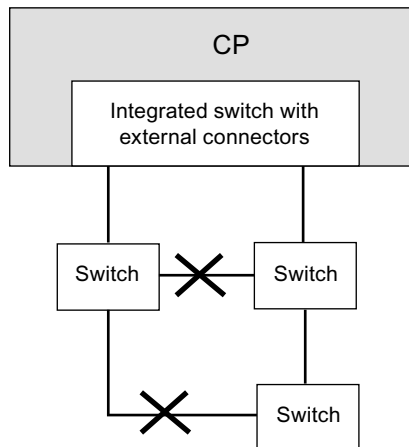 CP
Integrated switch with
external connectors
Switch
Switch
Switch